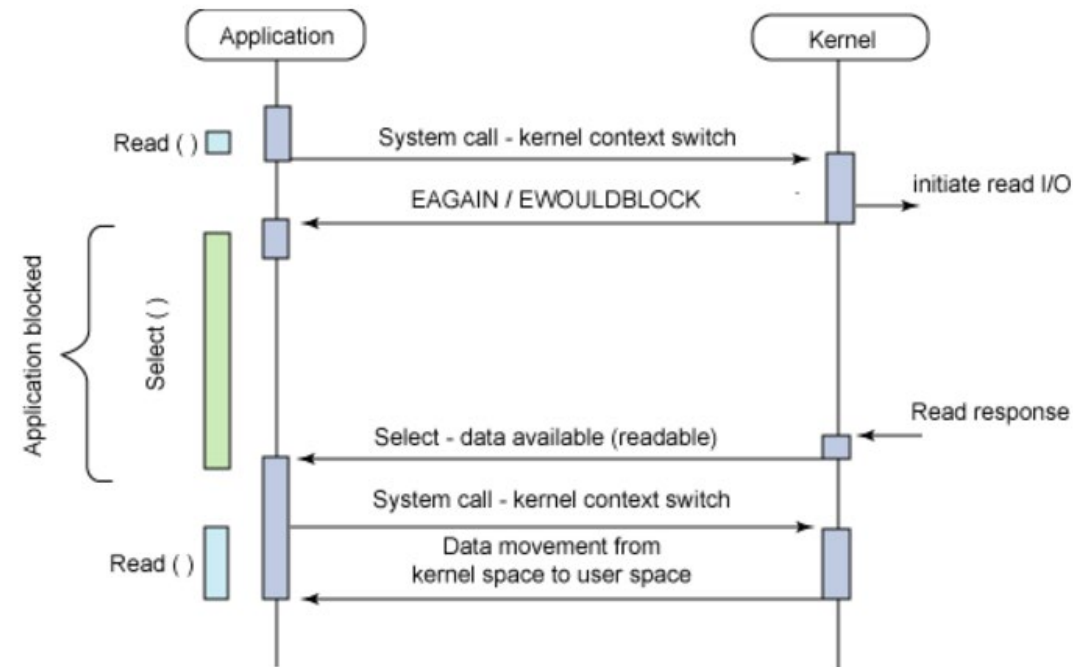 Application
Kernel
Read ( )
System call - kernel context switch
initiate read I/O
EAGAIN / EWOULDBLOCK
Application blocked
Select ( )
Read response
Select - data available (readable)
System call - kernel context switch
Read ( )
Data movement from
kernel space to user space